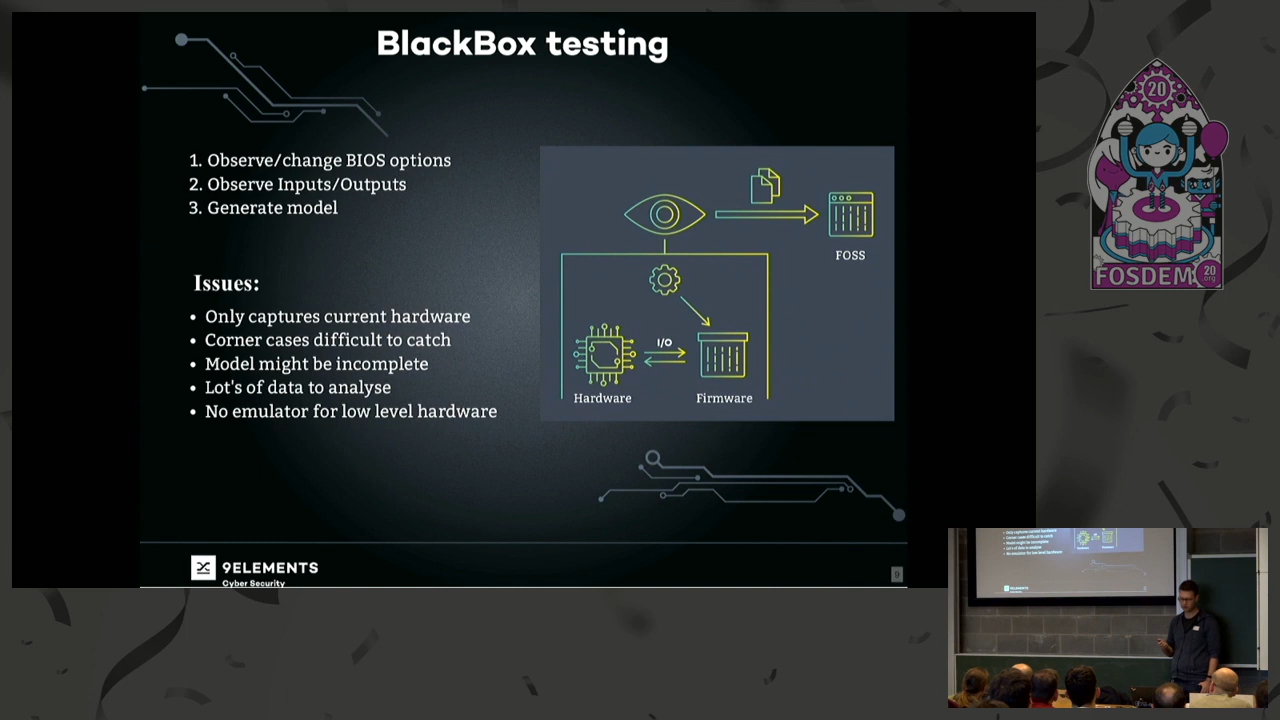 BlackBox testing
1. Observe/change BIOS options
2. Observe Inputs/Outputs
3. Generate model
Issues:
• Only captures current hardware
• Corner cases difficult to catch
• Model might be incomplete
• Lot's of data to analyse
• No emulator for low level hardware
FOSS
I/O
Hardware
Firmware
9ELEMENTS
Cyber Security
9
20
FOSDEM
20
.org